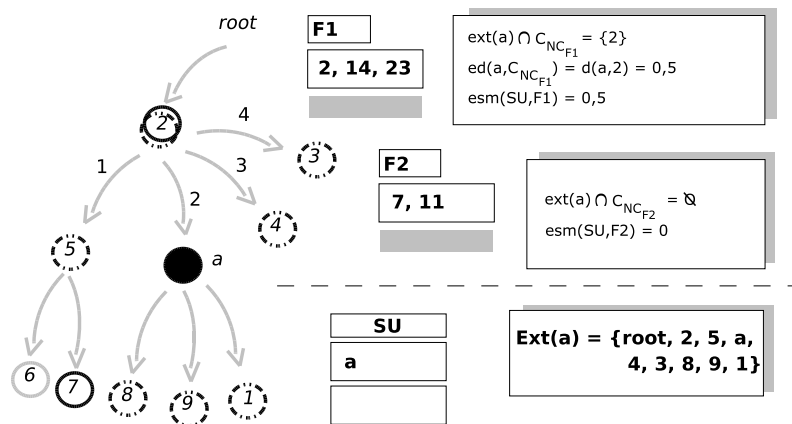 root
F1
2, 14, 23
ext(a) ∩ C_NC_F1 = {2}
ed(a,C_NC_F1) = d(a,2) = 0,5
esm(SU,F1) = 0,5
2
4
1
3
2
3
4
F2
7, 11
ext(a) ∩ C_NC_F2 = ∅
esm(SU,F2) = 0
5
a
6
7
8
9
1
SU
a
Ext(a) = {root, 2, 5, a,
4, 3, 8, 9, 1}